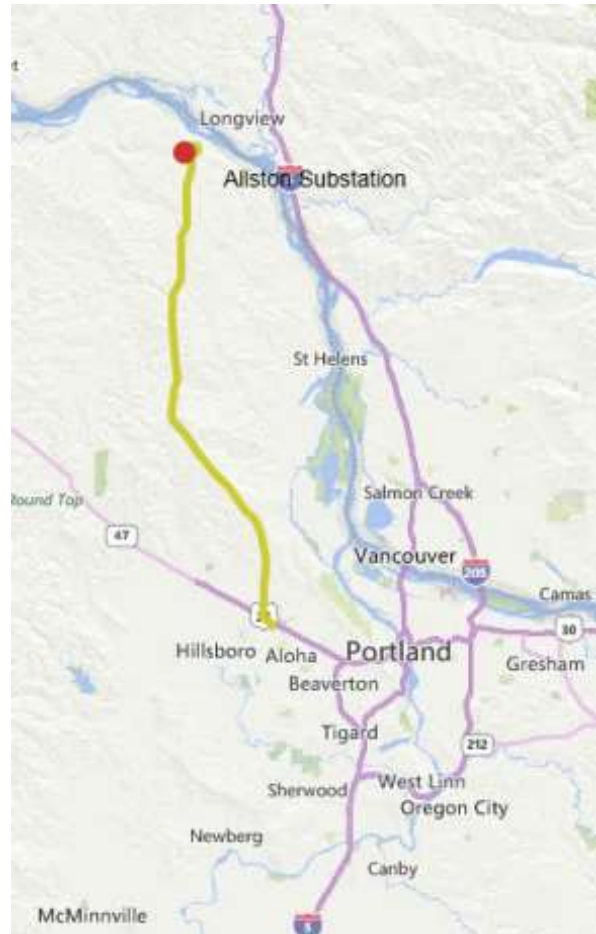 et
Longview
Allston Substation
St Helens
Salmon Creek
Round Top
47
Vancouver
205
Camas
30
Hillsboro
Aloha
Portland
Gresham
Beaverton
Tigard
212
West Linn
Sherwood
Oregon City
Newberg
Canby
McMinnville
5